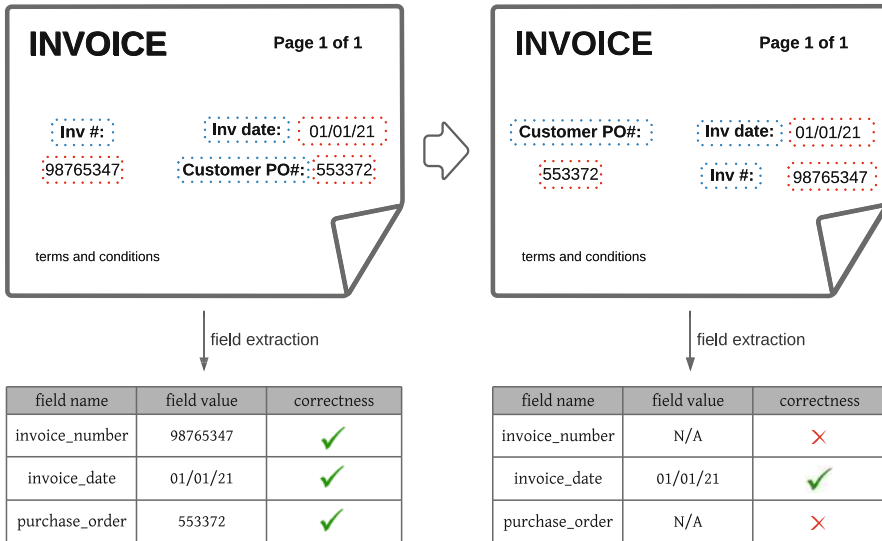 INVOICE Page 1 of 1
Inv #: Inv date: 01/01/21
98765347 Customer PO#: 553372
terms and conditions
field extraction
field name field value correctness
invoice_number 98765347
invoice_date 01/01/21
purchase_order 553372
INVOICE Page 1 of 1
Customer PO#: Inv date: 01/01/21
553372 Inv #: 98765347
terms and conditions
field extraction
field name field value correctness
invoice_number N/A
invoice_date 01/01/21
purchase_order N/A